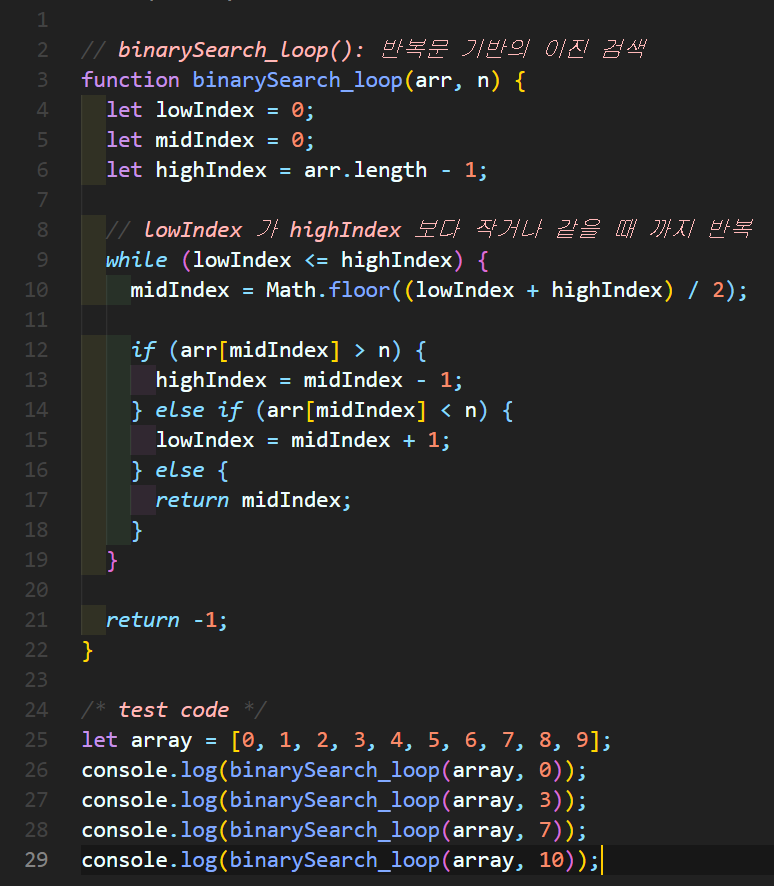 1
2 // binarySearch_loop(): 반복문 기반의 이진 검색
3 function binarySearch_loop(arr, n) {
4   let lowIndex = 0;
5   let midIndex = 0;
6   let highIndex = arr.length - 1;
7
8   // lowIndex 가 highIndex 보다 작거나 같을 때 까지 반복
9   while (lowIndex <= highIndex) {
10     midIndex = Math.floor((lowIndex + highIndex) / 2);
11
12     if (arr[midIndex] > n) {
13       highIndex = midIndex - 1;
14     } else if (arr[midIndex] < n) {
15       lowIndex = midIndex + 1;
16     } else {
17       return midIndex;
18     }
19   }
20
21   return -1;
22 }
23
24 /* test code */
25 let array = [0, 1, 2, 3, 4, 5, 6, 7, 8, 9];
26 console.log(binarySearch_loop(array, 0));
27 console.log(binarySearch_loop(array, 3));
28 console.log(binarySearch_loop(array, 7));
29 console.log(binarySearch_loop(array, 10));